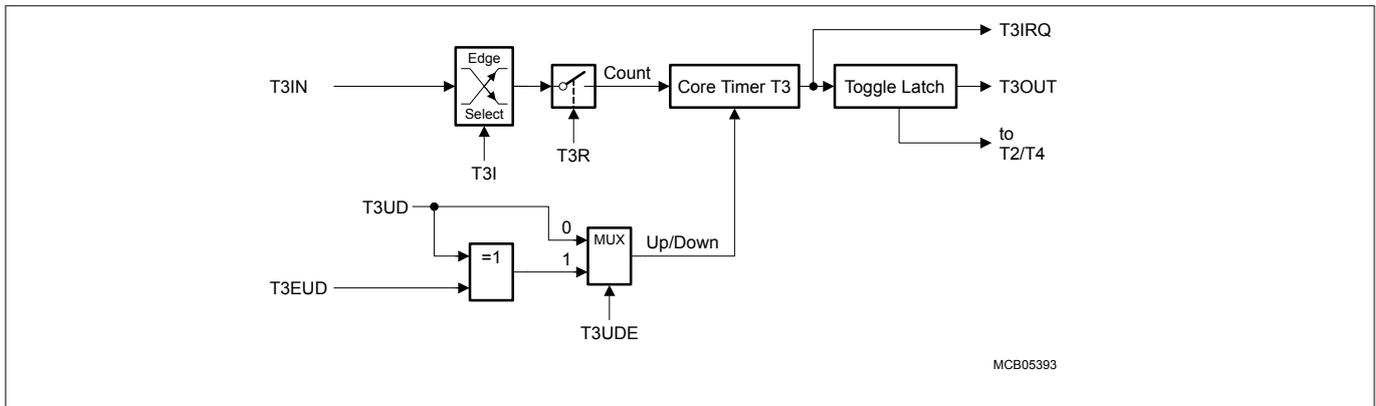 T3IRQ
Edge
Select
T3IN
Count
Core Timer T3
Toggle Latch
T3OUT
to
T2/T4
T3R
T3I
T3UD
0
MUX
Up/Down
=1
1
T3EUD
T3UDE
MCB05393